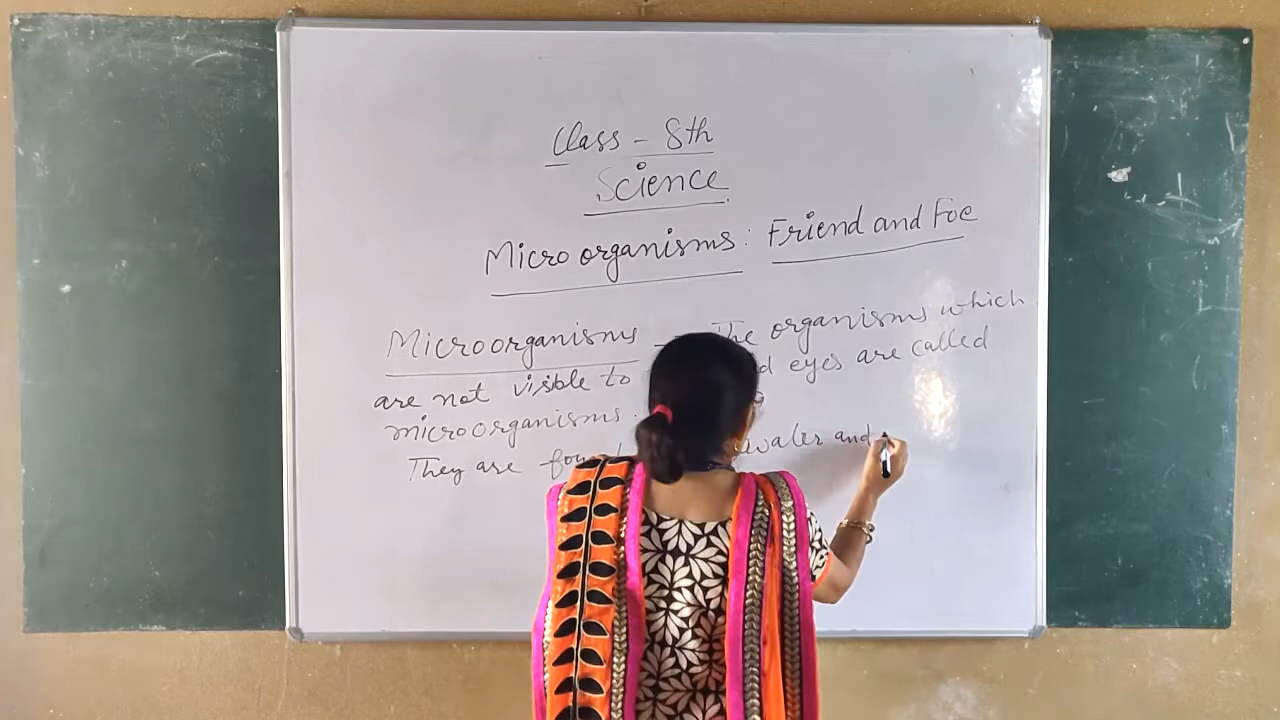 Class - 8th
Science
Microorganisms: Friend and Foe
Microorganisms - The organisms which
are not visible to eyes are called
microorganisms.
They are water and